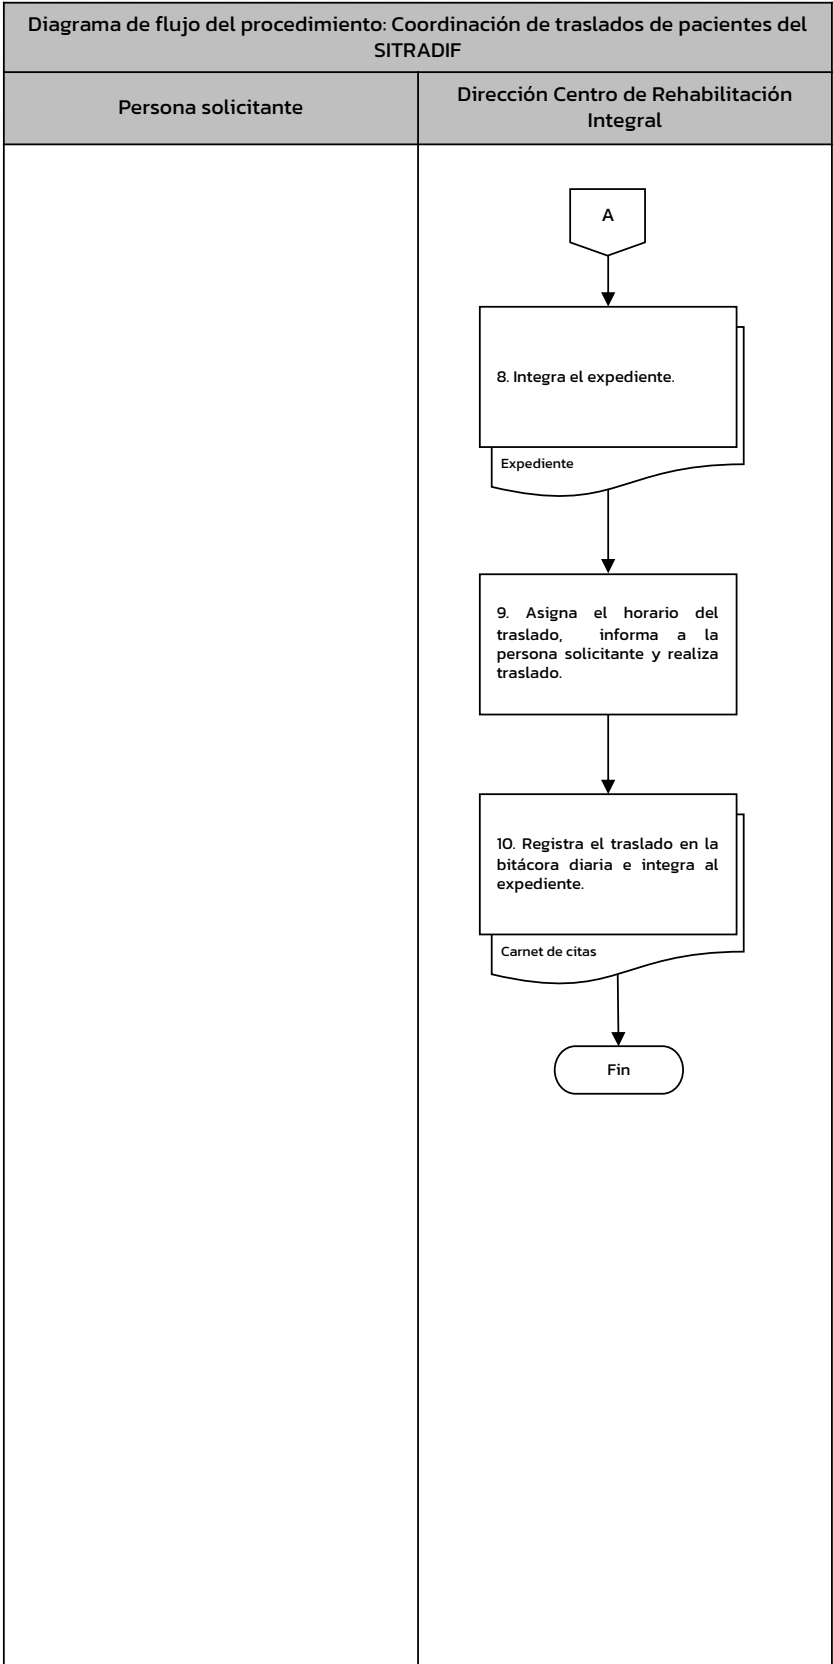 Diagrama de flujo del procedimiento: Coordinación de traslados de pacientes del
SITRADIF
Persona solicitante
Dirección Centro de Rehabilitación
Integral
A
8. Integra el expediente.
Expediente
9. Asigna el horario del
traslado, informa a la
persona solicitante y realiza
traslado.
10. Registra el traslado en la
bitácora diaria e integra al
expediente.
Carnet de citas
Fin